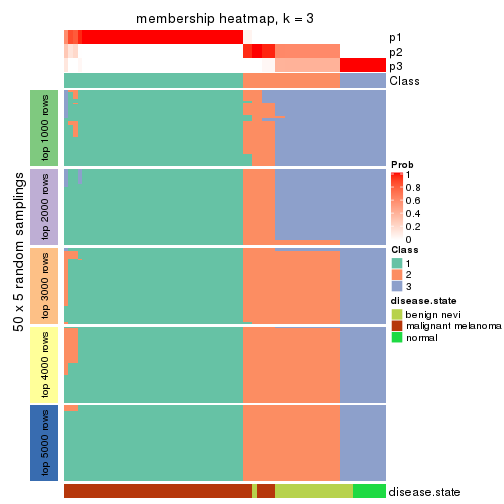 membership heatmap, k = 3
p1
p2
p3
Class
50 x 5 random samplings
top 1000 rows
top 2000 rows
top 3000 rows
top 4000 rows
top 5000 rows
Prob
1
0.8
0.6
0.4
0.2
0
Class
1
2
3
disease.state
benign nevi
malignant melanoma
normal
disease.state